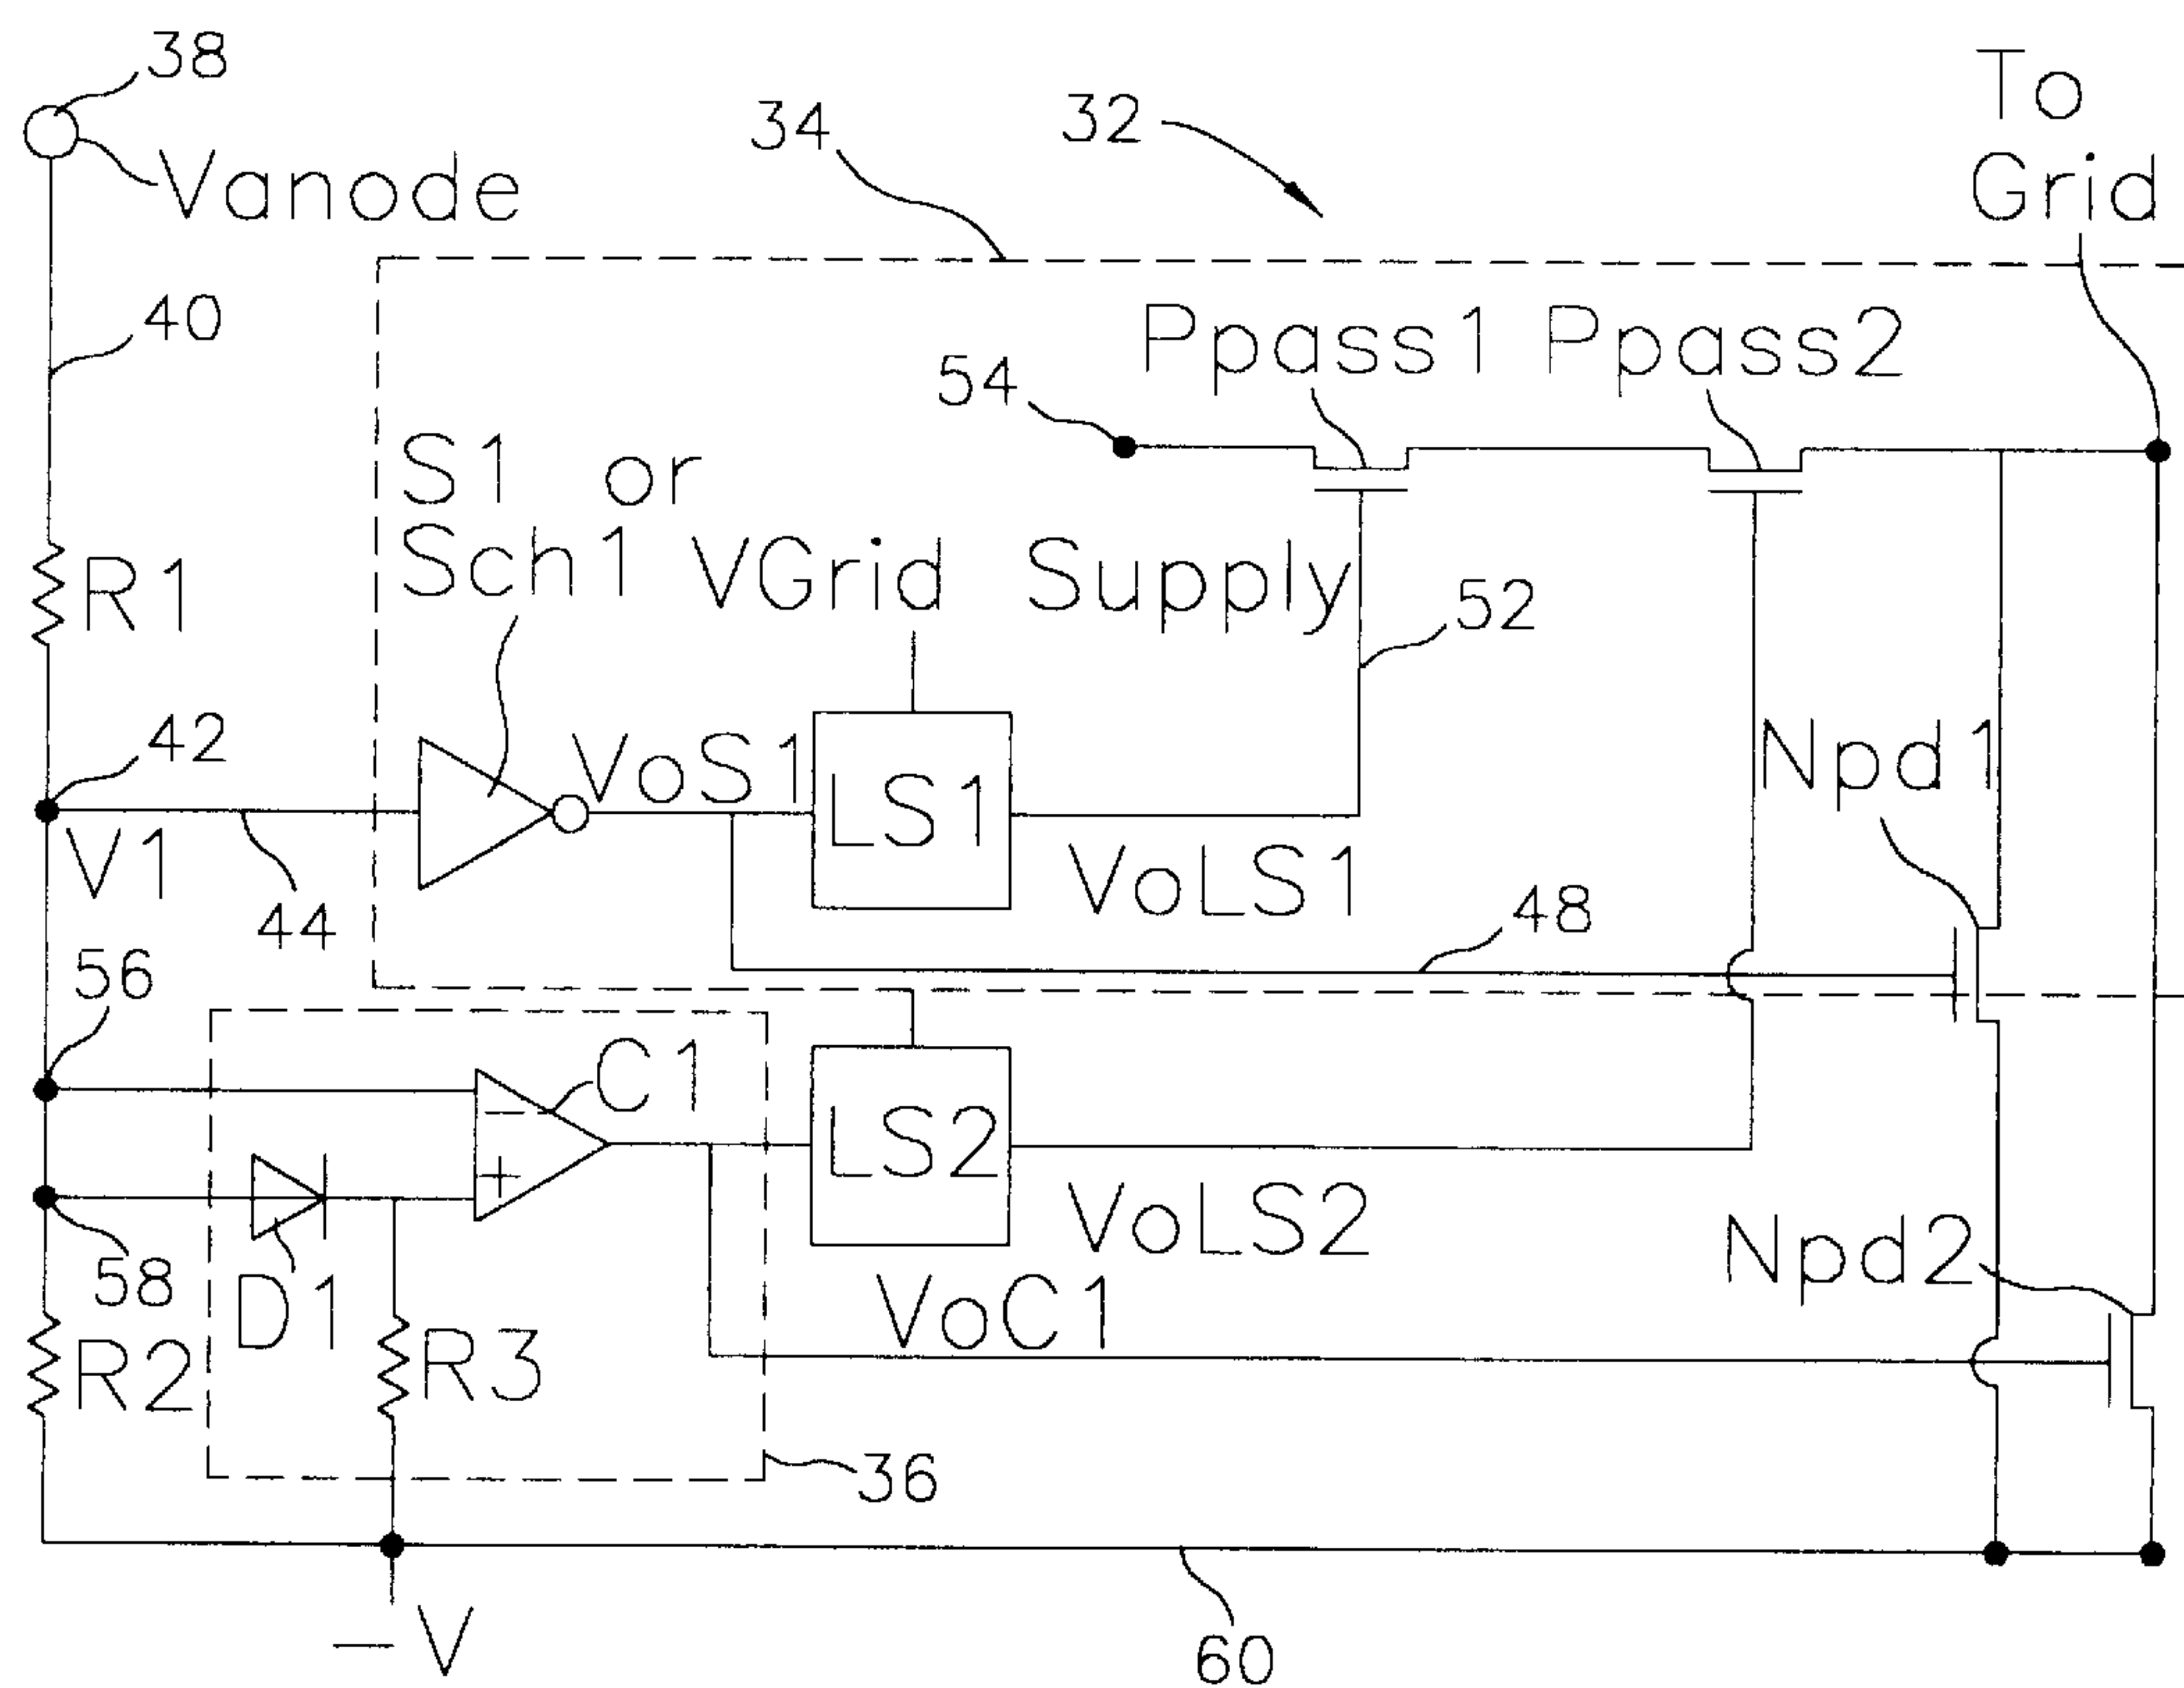 38
Vanode
34
32
To
Grid
40
Ppass1
Ppass2
54
S1 or
Sch1
VGrid Supply
R1
52
42
VoS1
LS1
Npd1
V1
44
VoLS1
48
56
C1
−
+
LS2
58
D1
VoLS2
Npd2
VoC1
R2
R3
36
−V
60